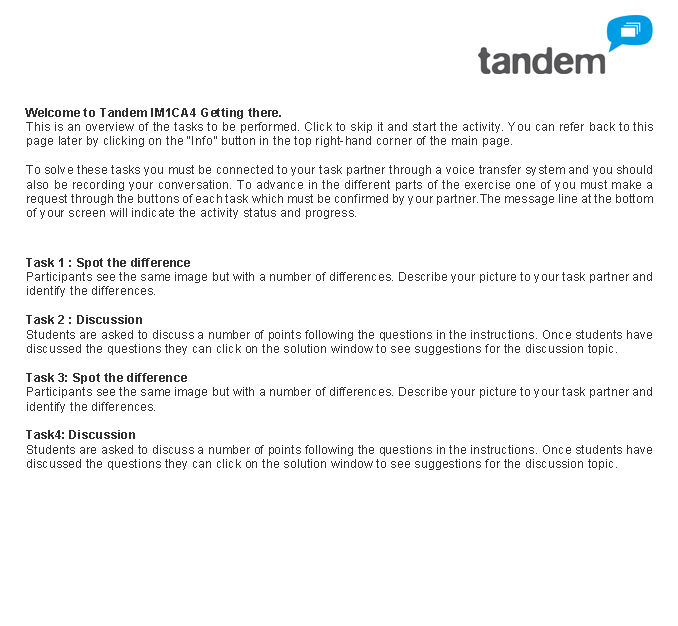 tandem
Welcome to Tandem IM1CA4 Getting there.
This is an overview of the tasks to be performed. Click to skip it and start the activity. You can refer back to this
page later by clicking on the "Info" button in the top right-hand corner of the main page.
To solve these tasks you must be connected to your task partner through a voice transfer system and you should
also be recording your conversation. To advance in the different parts of the exercise one of you must make a
request through the buttons of each task which must be confirmed by your partner.The message line at the bottom
of your screen will indicate the activity status and progress.
Task 1 : Spot the difference
Participants see the same image but with a number of differences. Describe your picture to your task partner and
identify the differences.
Task 2 : Discussion
Students are asked to discuss a number of points following the questions in the instructions. Once students have
discussed the questions they can click on the solution window to see suggestions for the discussion topic.
Task 3: Spot the difference
Participants see the same image but with a number of differences. Describe your picture to your task partner and
identify the differences.
Task4: Discussion
Students are asked to discuss a number of points following the questions in the instructions. Once students have
discussed the questions they can click on the solution window to see suggestions for the discussion topic.